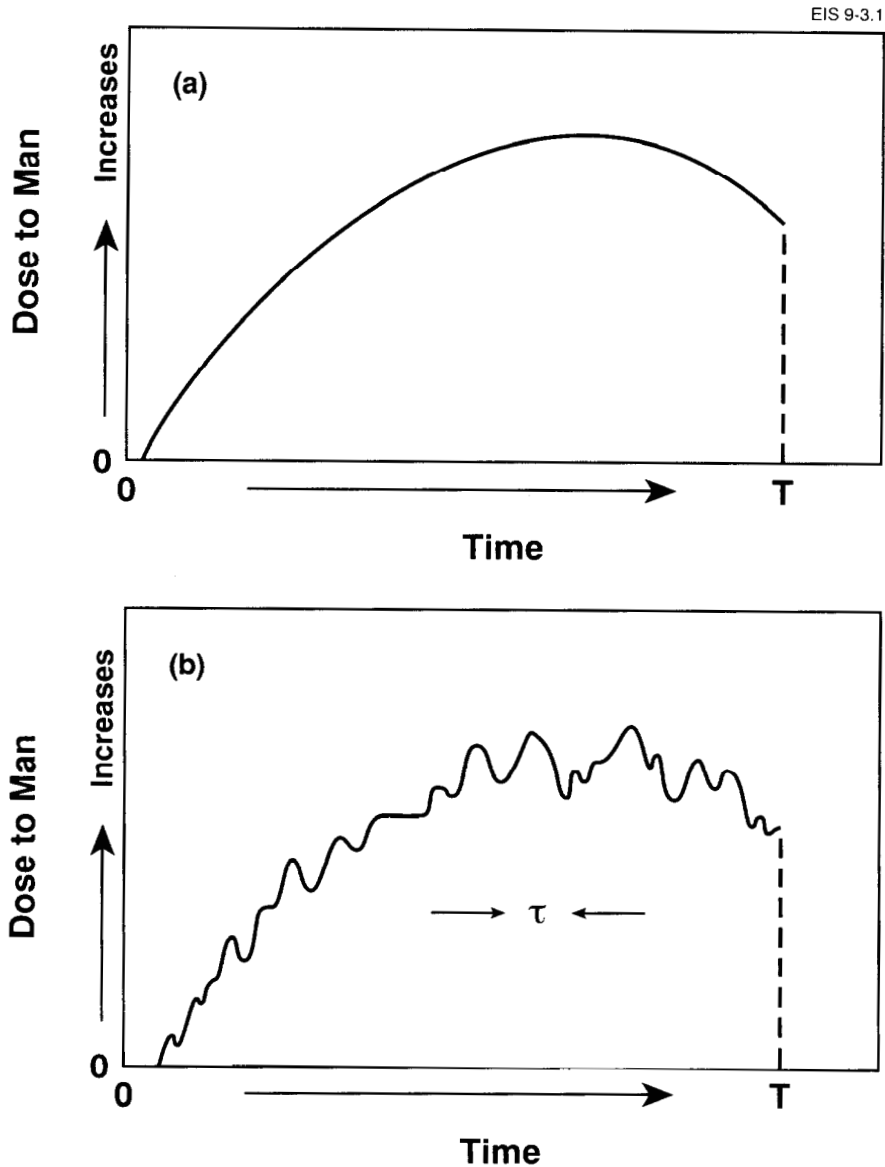 EIS 9-3.1
(a)
Increases
Dose to Man
0
0
T
Time
(b)
Increases
Dose to Man
τ
0
0
T
Time